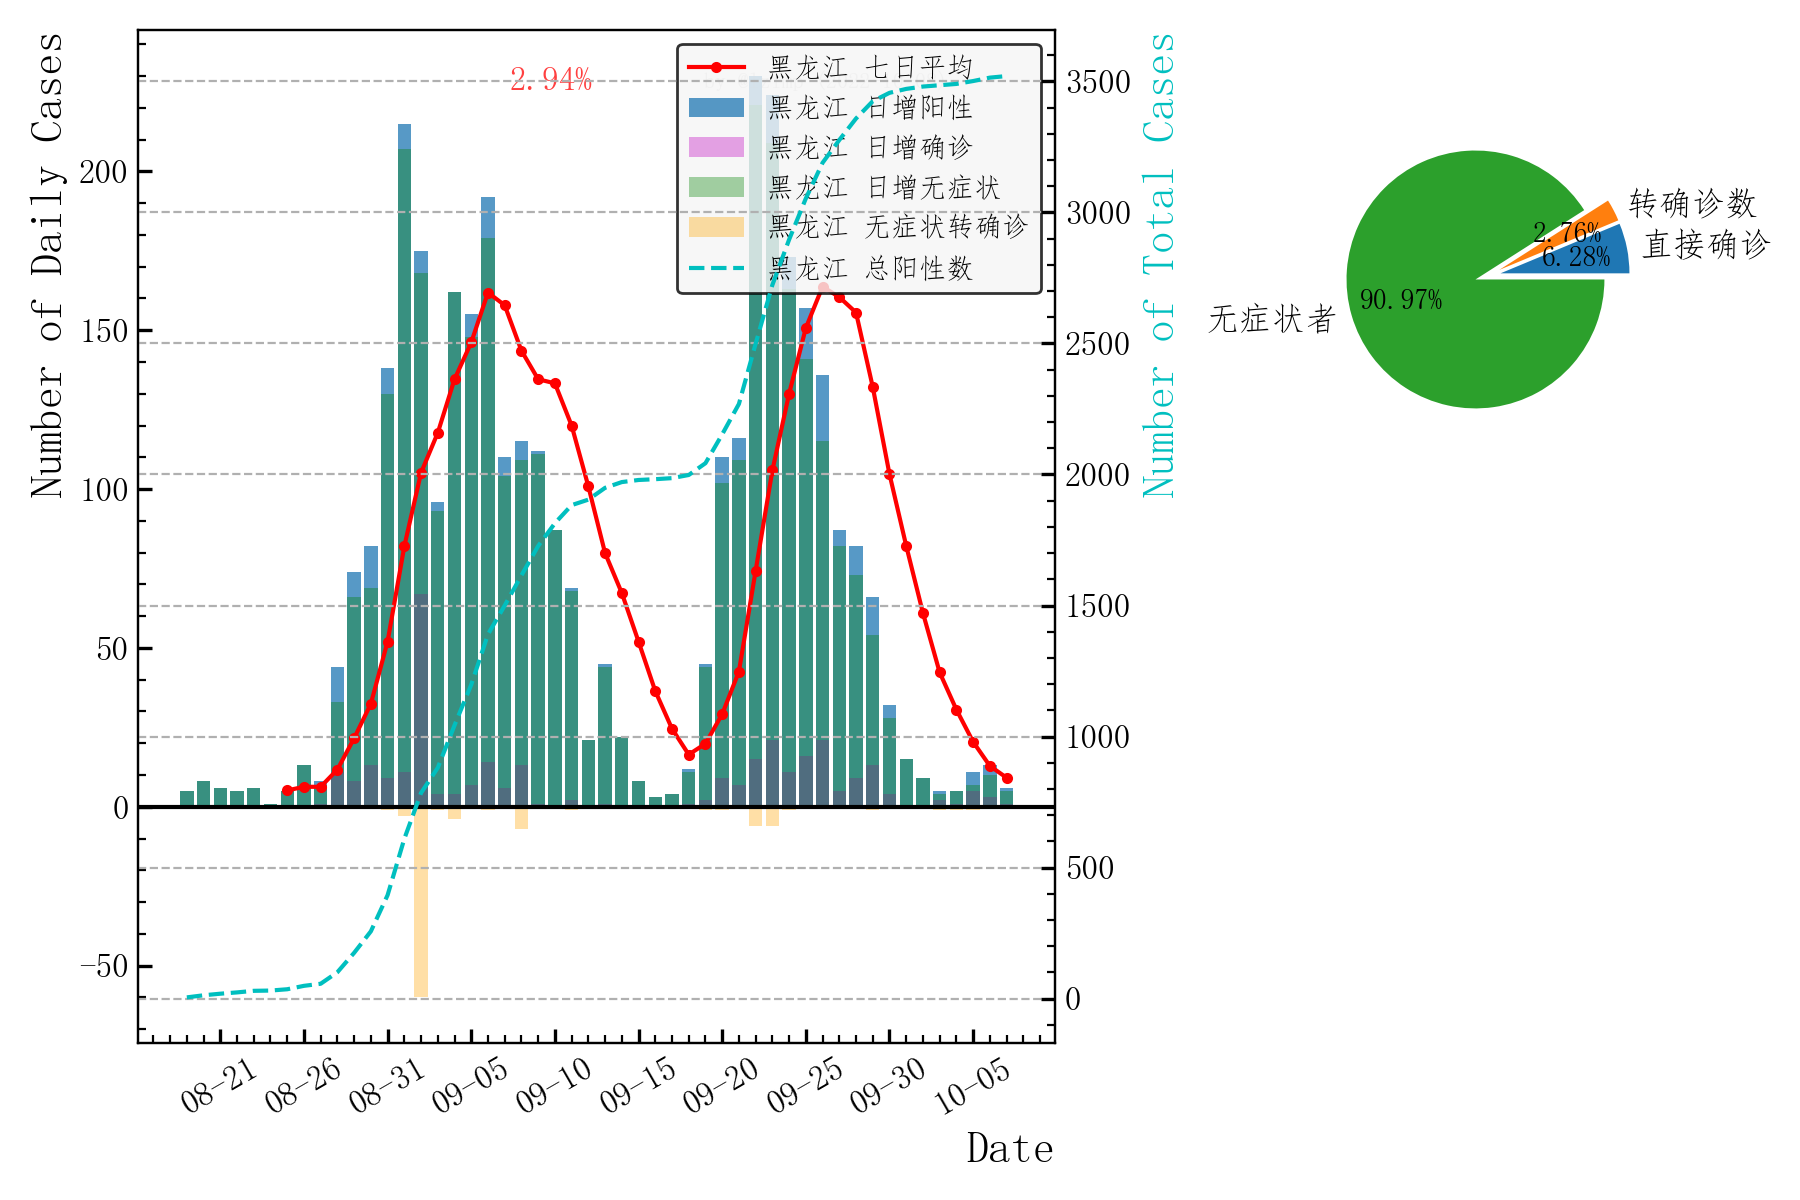 Number of Daily Cases
200
150
100
50
0
−50
2.94%
黑龙江 七日平均
黑龙江 日增阳性
黑龙江 日增确诊
黑龙江 日增无症状
黑龙江 无症状转确诊
黑龙江 总阳性数
3500
3000
2500
2000
1500
1000
500
0
Number of Total Cases
08-21
08-26
08-31
09-05
09-10
09-15
09-20
09-25
09-30
10-05
Date
转确诊数
2.76%
直接确诊
6.28%
90.97%
无症状者